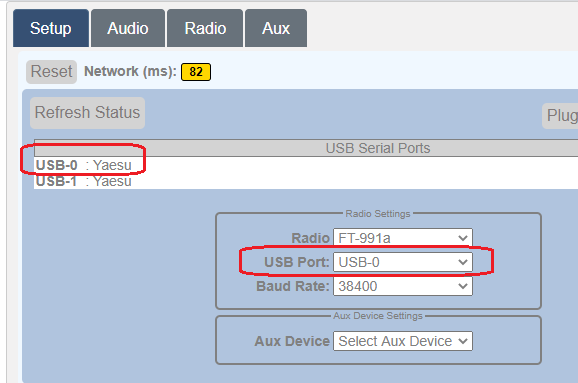 Setup Audio Radio Aux
Reset Network (ms): 82
Refresh Status Plug
USB Serial Ports
USB-0 : Yaesu
USB-1 : Yaesu
Radio Settings
Radio FT-991a
USB Port: USB-0
Baud Rate: 38400
Aux Device Settings
Aux Device Select Aux Device